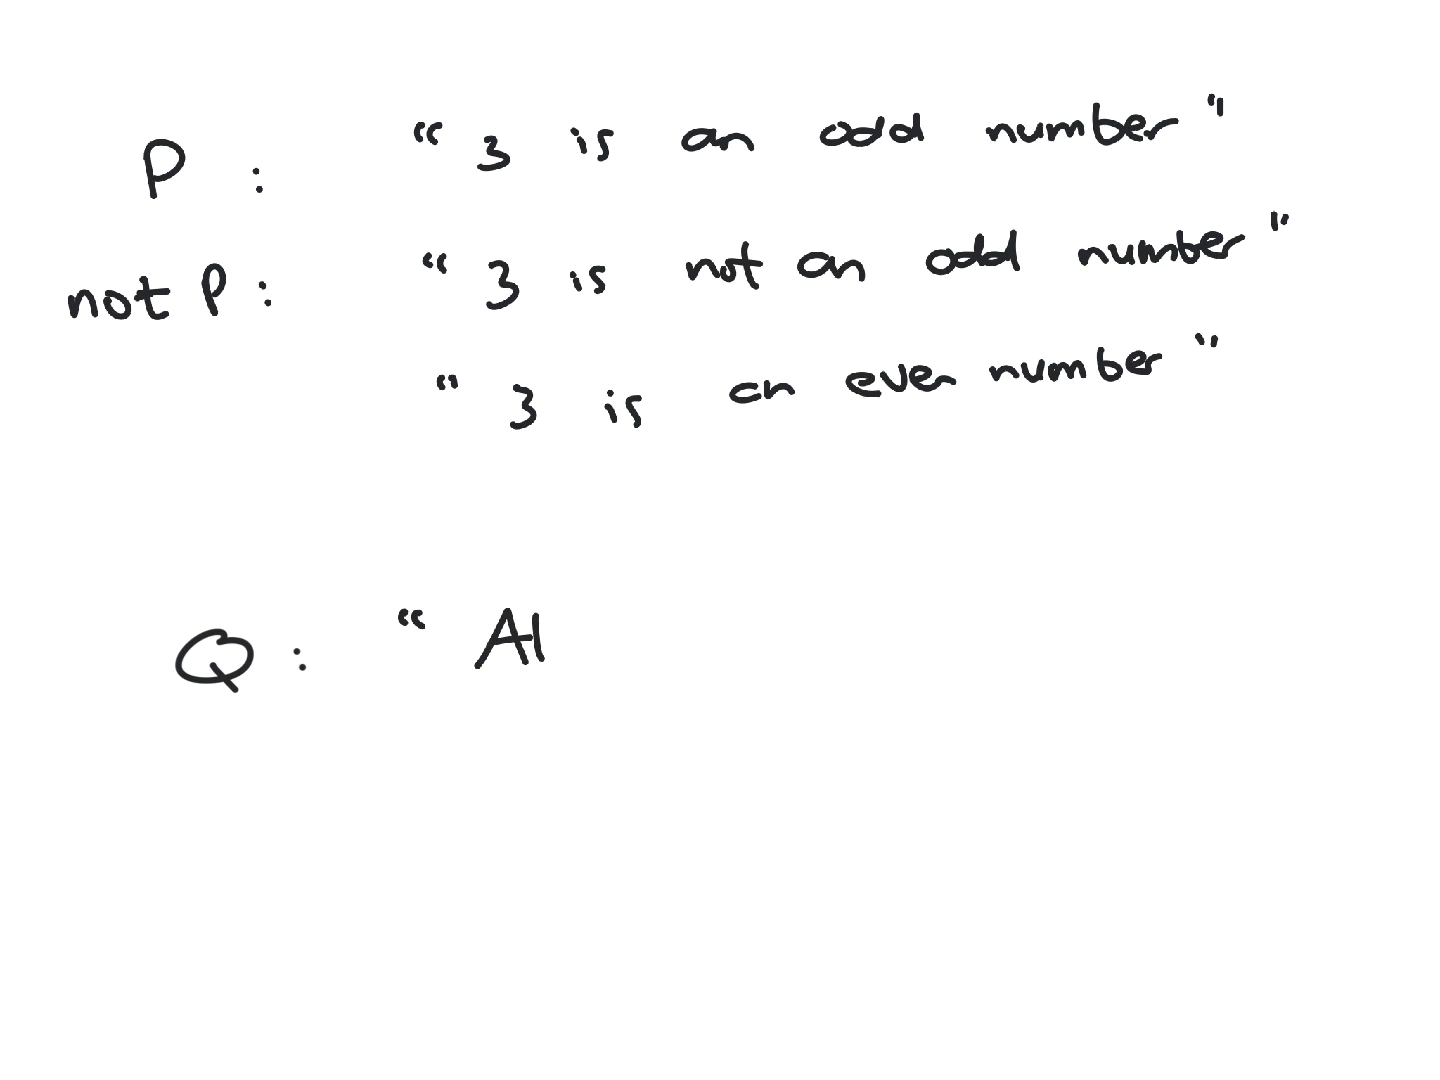 P : “ 3 is an odd number "
not P : “ 3 is not an odd number "
" 3 is an even number "
Q : “ Al